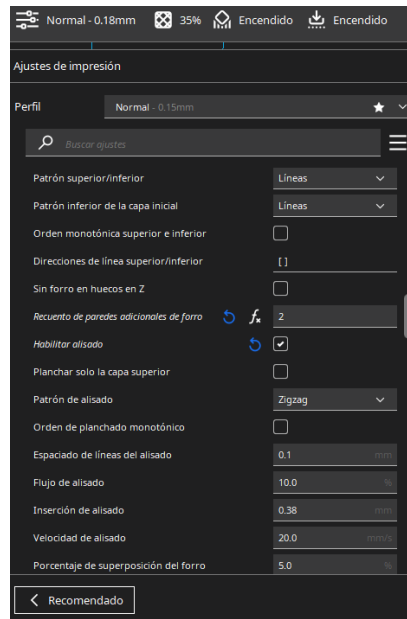 Normal - 0.18mm 35% Encendido Encendido
Ajustes de impresión
Perfil Normal - 0.15mm
Buscar ajustes
Patrón superior/inferior Líneas
Patrón inferior de la capa inicial Líneas
Orden monotónica superior e inferior
Direcciones de línea superior/inferior [ ]
Sin forro en huecos en Z
Recuento de paredes adicionales de forro fx 2
Habilitar alisado
Planchar solo la capa superior
Patrón de alisado Zigzag
Orden de planchado monotónico
Espaciado de líneas del alisado 0.1 mm
Flujo de alisado 10.0 %
Inserción de alisado 0.38 mm
Velocidad de alisado 20.0 mm/s
Porcentaje de superposición del forro 5.0 %
Recomendado